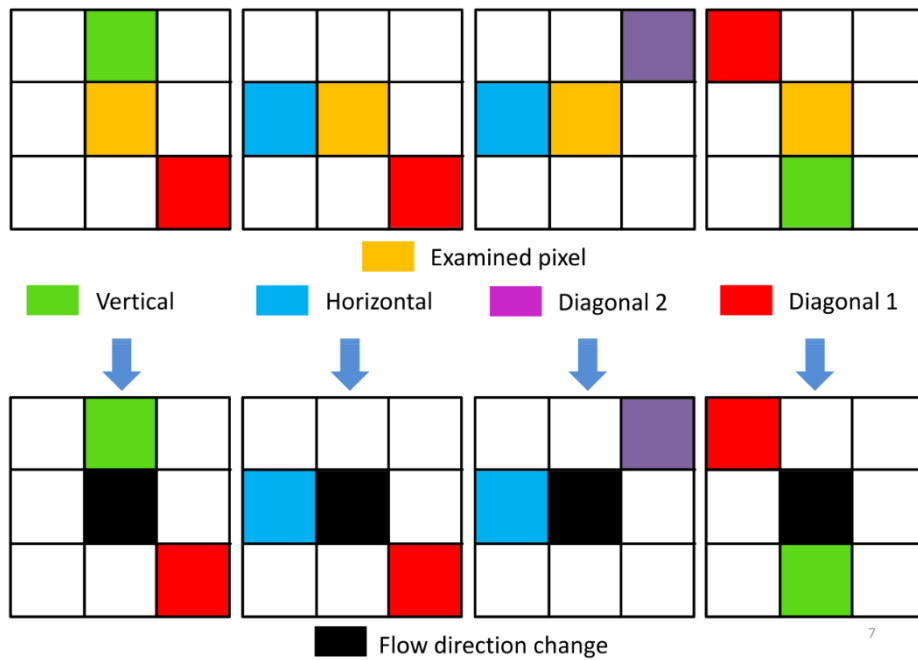 Examined pixel
Vertical
Horizontal
Diagonal 2
Diagonal 1
Flow direction change
7